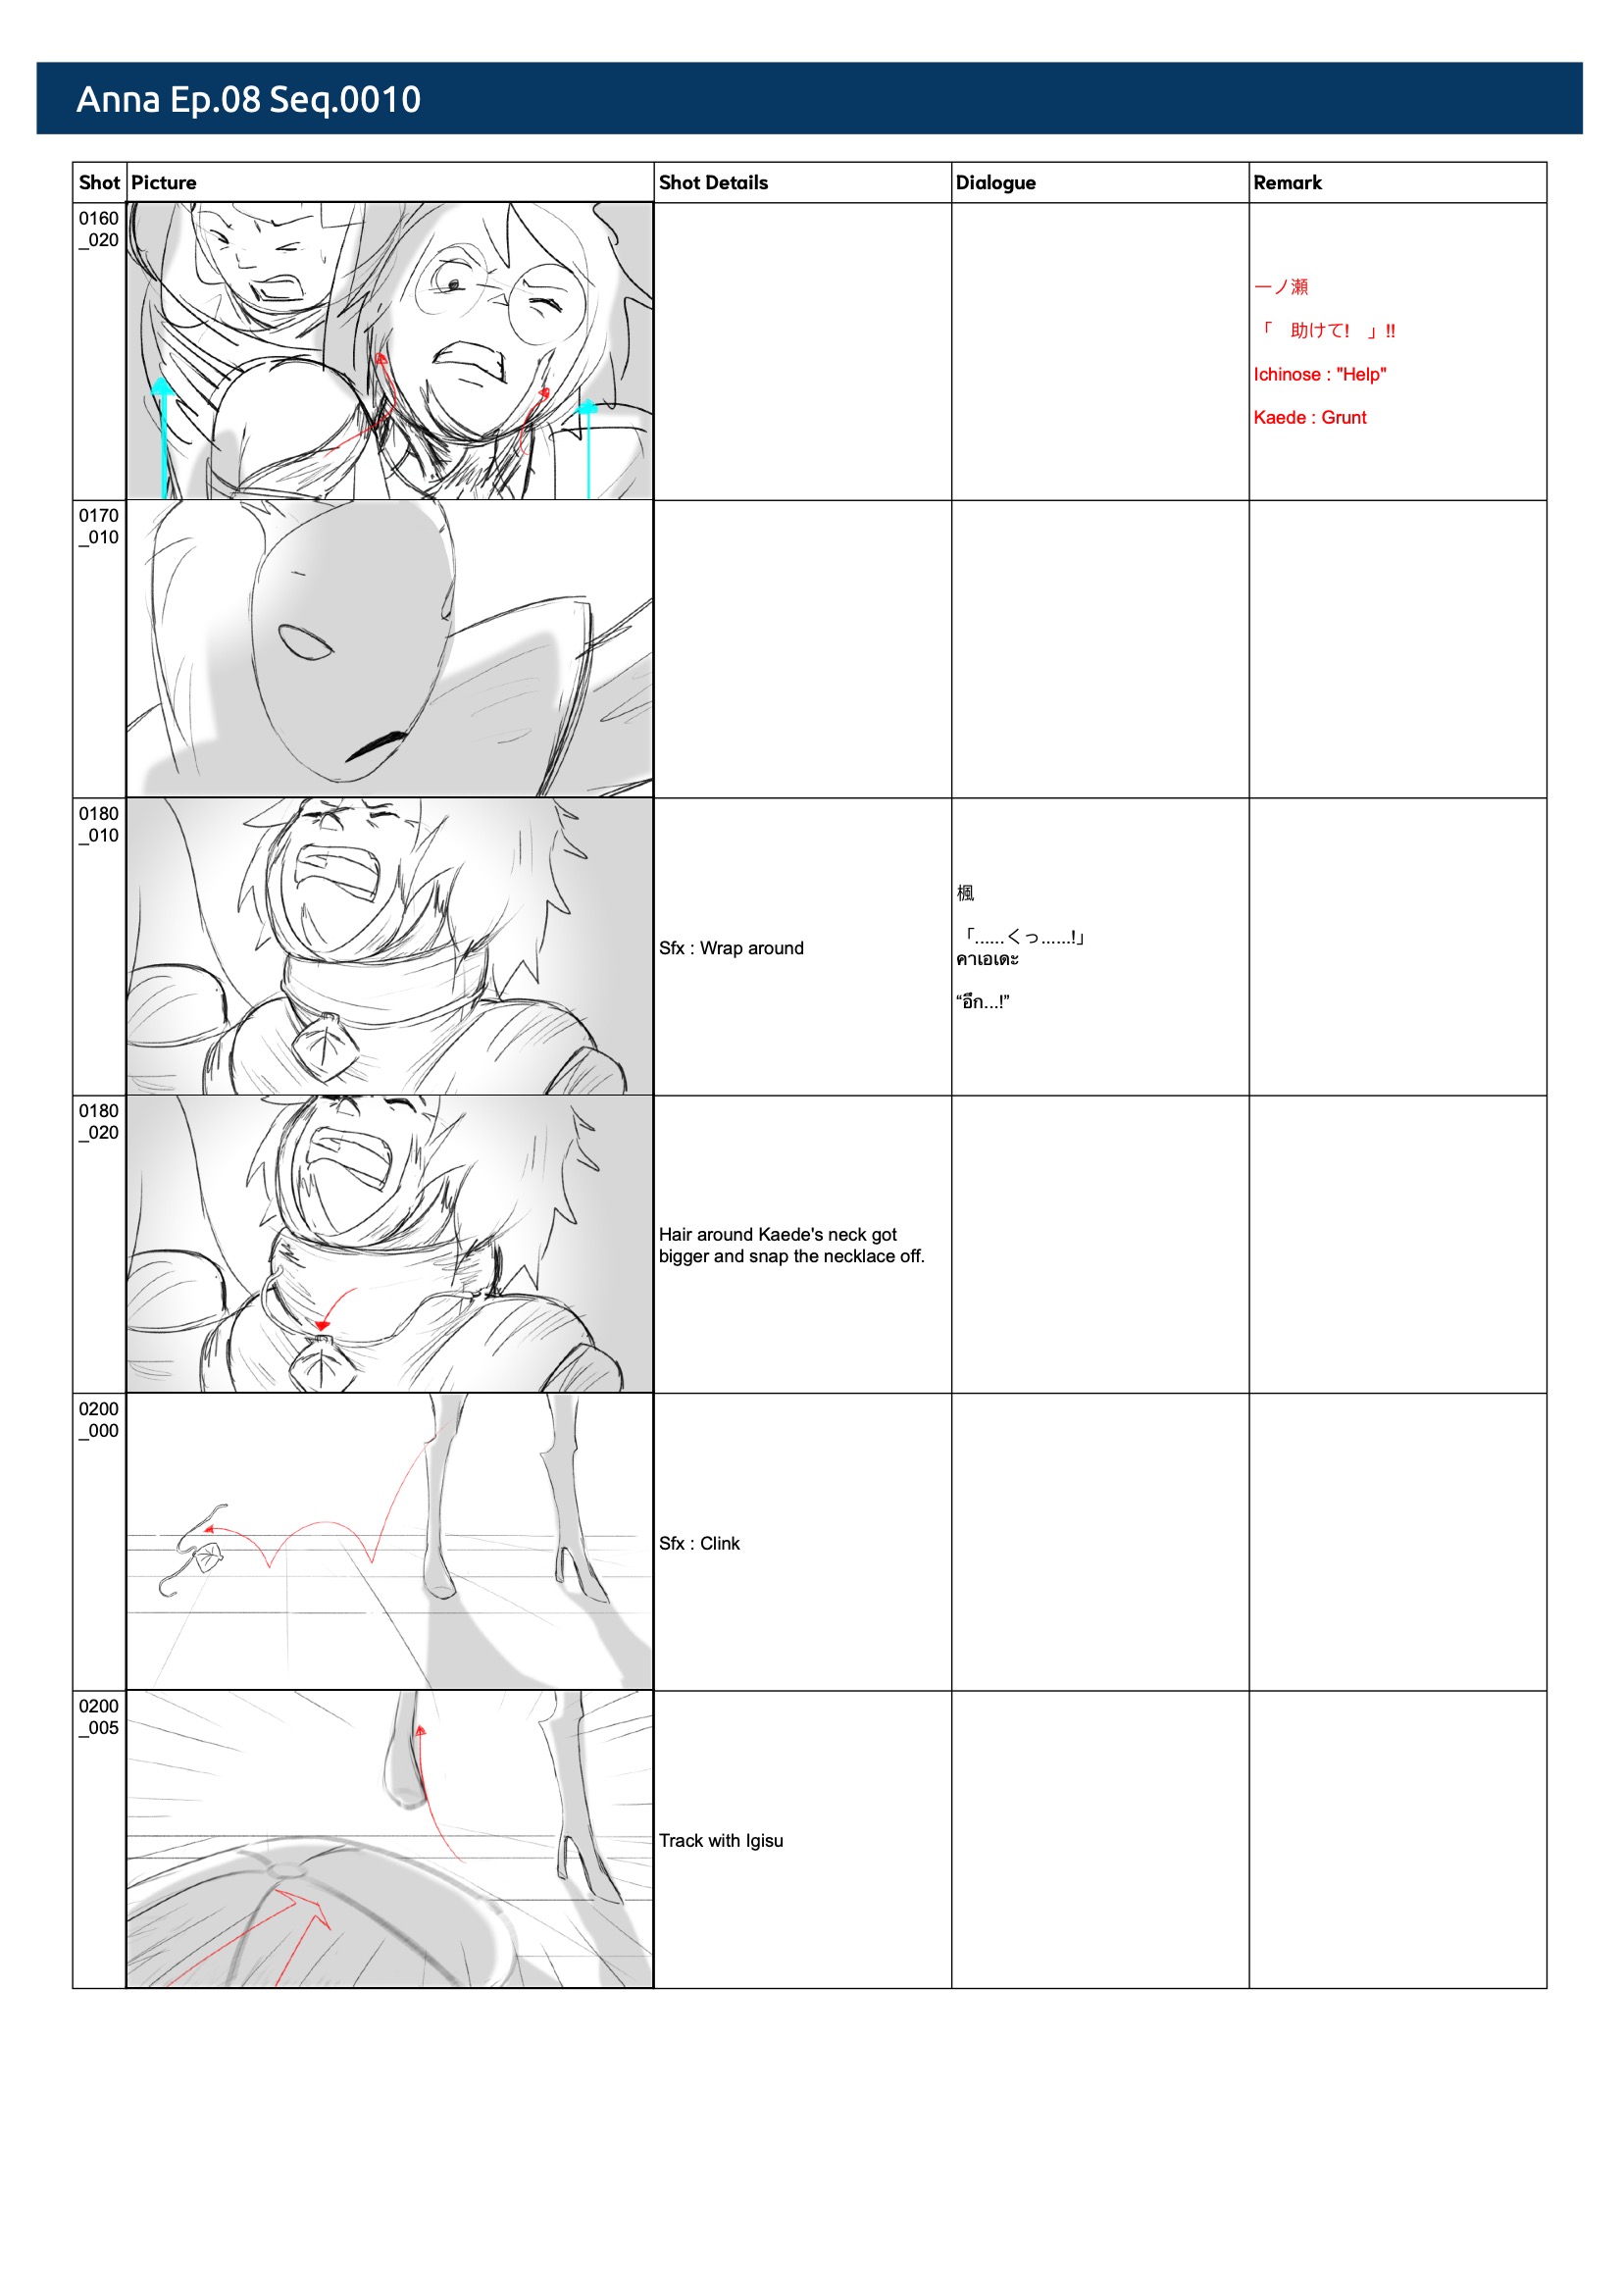 Anna Ep.08 Seq.0010
Shot Picture Shot Details Dialogue Remark
0160
_020
一ノ瀬
「　助けて!　」!!
Ichinose : "Help"
Kaede : Grunt
0170
_010
0180
_010
Sfx : Wrap around
楓
「......くっ......!」
คาเอเดะ
“อึก...!”
0180
_020
Hair around Kaede's neck got
bigger and snap the necklace off.
0200
_000
Sfx : Clink
0200
_005
Track with Igisu